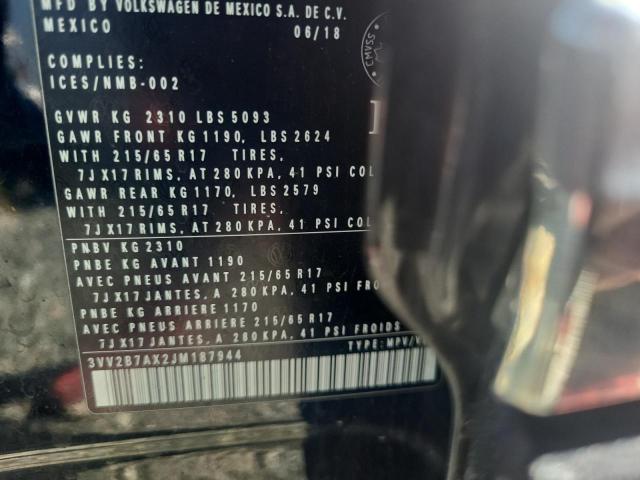 MFD BY VOLKSWAGEN DE MEXICO S.A. DE C.V.
MEXICO 06/18
CMVSS
COMPLIES:
ICES/NMB-002
GVWR KG 2310 LBS 5093
GAWR FRONT KG 1190, LBS 2624
WITH 215/65 R17 TIRES,
7J X17 RIMS, AT 280 KPA, 41 PSI COL
GAWR REAR KG 1170, LBS 2579
WITH 215/65 R17 TIRES,
7J X17 RIMS, AT 280 KPA, 41 PSI COL
PNBV KG 2310
PNBE KG AVANT 1190
AVEC PNEUS AVANT 215/65 R17
7J X17 JANTES, A 280 KPA, 41 PSI FRO
PNBE KG ARRIERE 1170
AVEC PNEUS ARRIERE 215/65 R17
7J X17 JANTES, A 280 KPA, 41 PSI FROIDS
3VV2B7AX2JM187944 TYPE: MPV/V